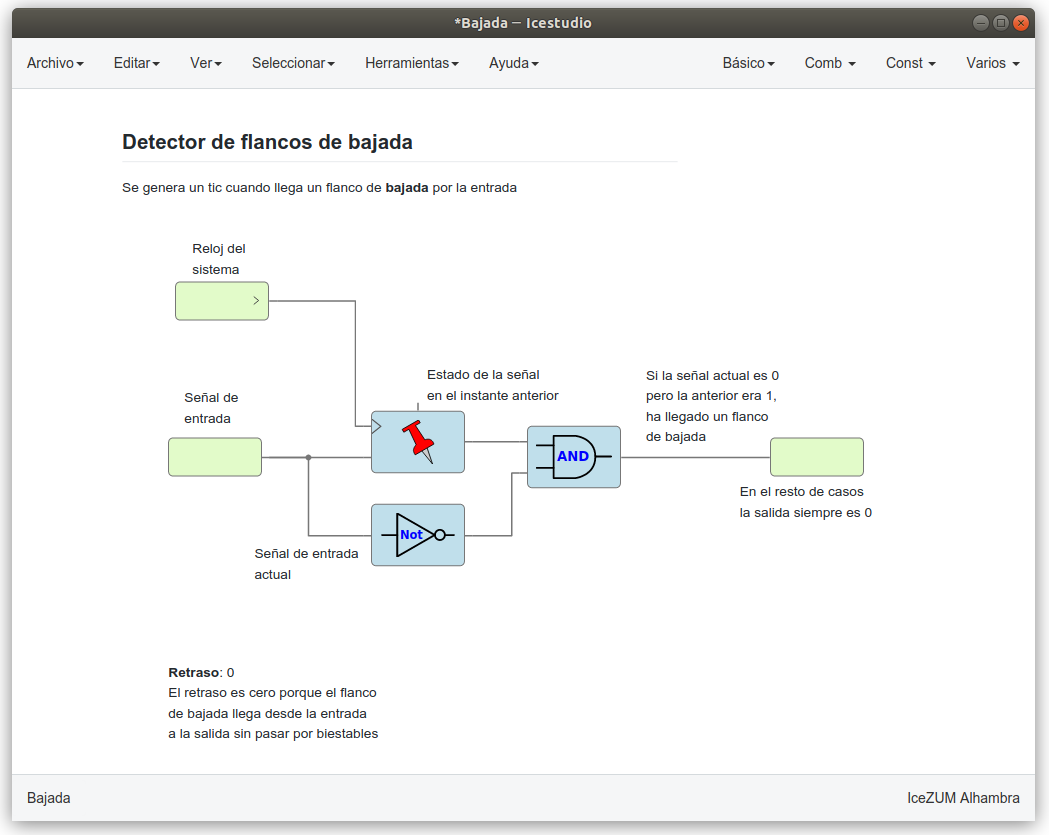 *Bajada — Icestudio
Archivo Editar Ver Seleccionar Herramientas Ayuda Básico Comb Const Varios
Detector de flancos de bajada
Se genera un tic cuando llega un flanco de bajada por la entrada
Reloj del
sistema
Estado de la señal
en el instante anterior
Si la señal actual es 0
pero la anterior era 1,
ha llegado un flanco
de bajada
Señal de
entrada
AND
En el resto de casos
la salida siempre es 0
Not
Señal de entrada
actual
Retraso: 0
El retraso es cero porque el flanco
de bajada llega desde la entrada
a la salida sin pasar por biestables
Bajada IceZUM Alhambra